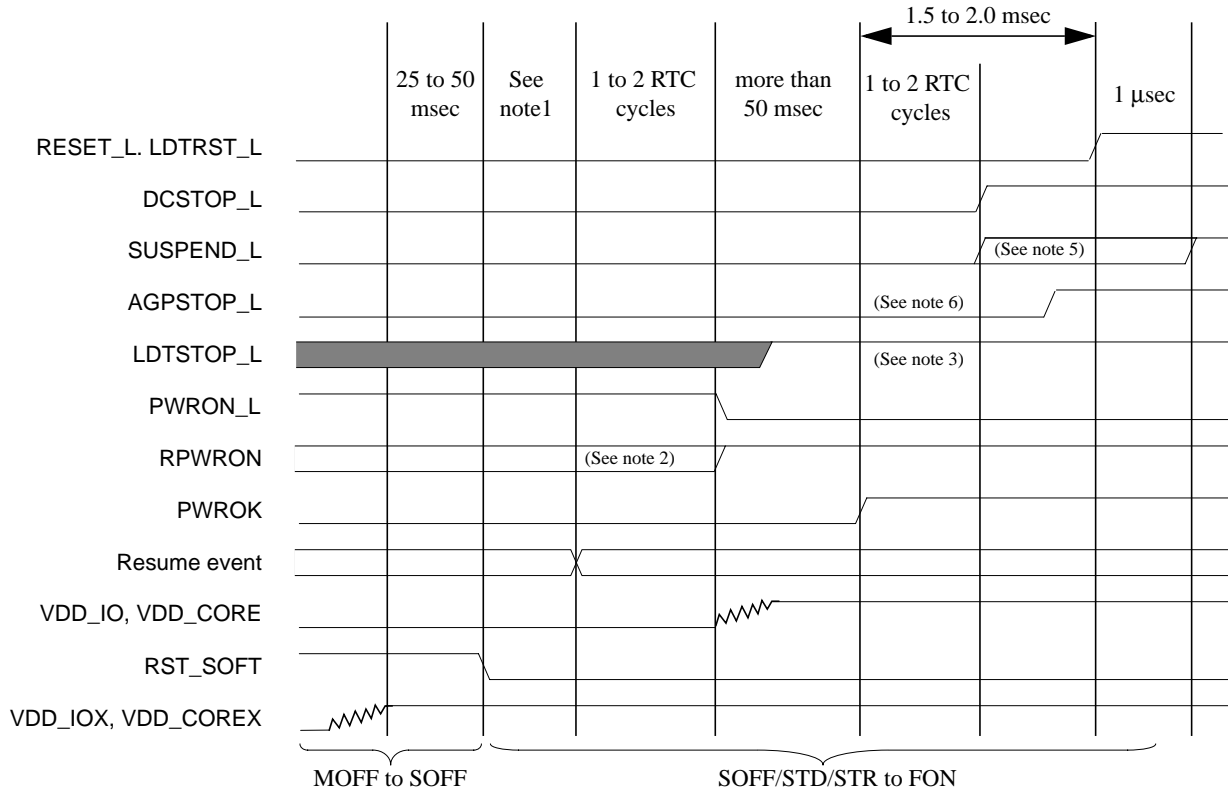 1.5 to 2.0 msec
25 to 50
msec
See
note1
1 to 2 RTC
cycles
more than
50 msec
1 to 2 RTC
cycles
1 μsec
RESET_L. LDTRST_L
DCSTOP_L
SUSPEND_L
(See note 5)
AGPSTOP_L
(See note 6)
LDTSTOP_L
(See note 3)
PWRON_L
RPWRON
(See note 2)
PWROK
Resume event
VDD_IO, VDD_CORE
RST_SOFT
VDD_IOX, VDD_COREX
MOFF to SOFF
SOFF/STD/STR to FON